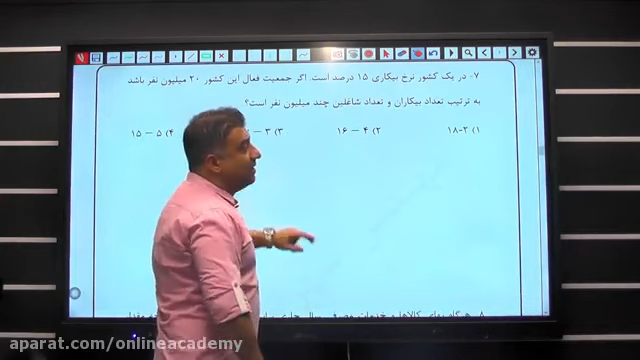 ۷- در یک کشور نرخ بیکاری ۱۵ درصد است. اگر جمعیت فعال این کشور ۲۰ میلیون نفر باشد
به ترتیب تعداد بیکاران و تعداد شاغلین چند میلیون نفر است؟
۱) ۲-۱۸ ۲) ۴ – ۱۶ ۳) ۳ – ۴) ۵ – ۱۵
aparat.com/onlineacademy